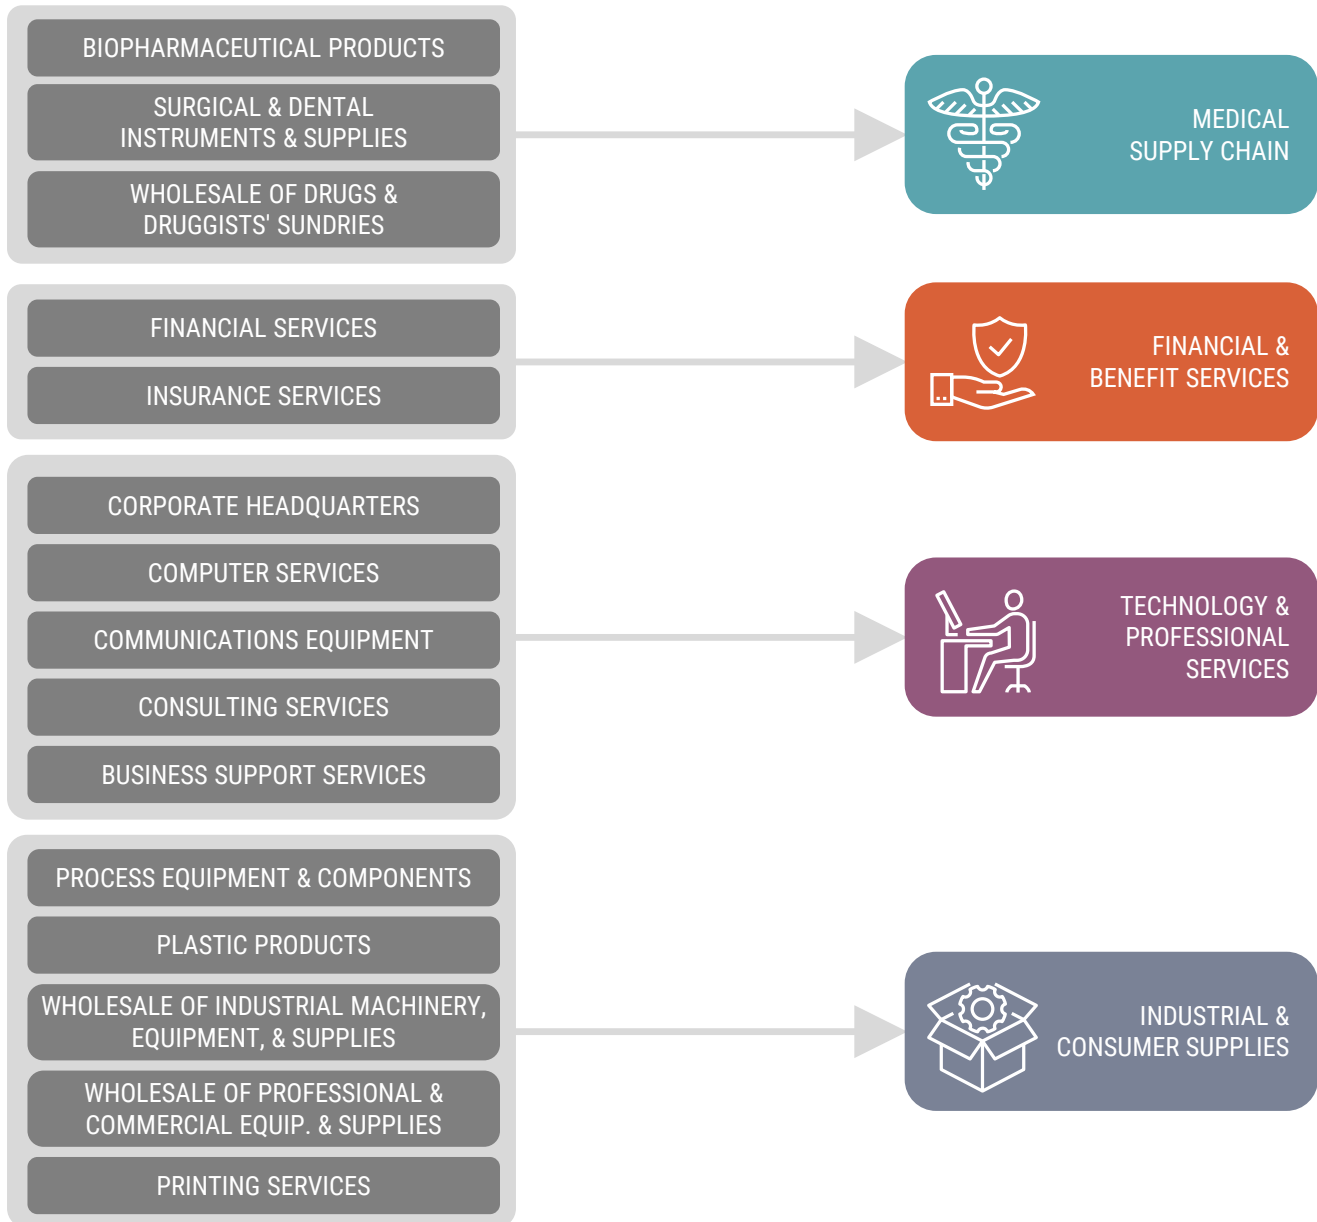 BIOPHARMACEUTICAL PRODUCTS
SURGICAL & DENTAL
INSTRUMENTS & SUPPLIES
WHOLESALE OF DRUGS &
DRUGGISTS' SUNDRIES
MEDICAL
SUPPLY CHAIN
FINANCIAL SERVICES
INSURANCE SERVICES
FINANCIAL &
BENEFIT SERVICES
CORPORATE HEADQUARTERS
COMPUTER SERVICES
COMMUNICATIONS EQUIPMENT
CONSULTING SERVICES
BUSINESS SUPPORT SERVICES
TECHNOLOGY &
PROFESSIONAL
SERVICES
PROCESS EQUIPMENT & COMPONENTS
PLASTIC PRODUCTS
WHOLESALE OF INDUSTRIAL MACHINERY,
EQUIPMENT, & SUPPLIES
WHOLESALE OF PROFESSIONAL &
COMMERCIAL EQUIP. & SUPPLIES
PRINTING SERVICES
INDUSTRIAL &
CONSUMER SUPPLIES